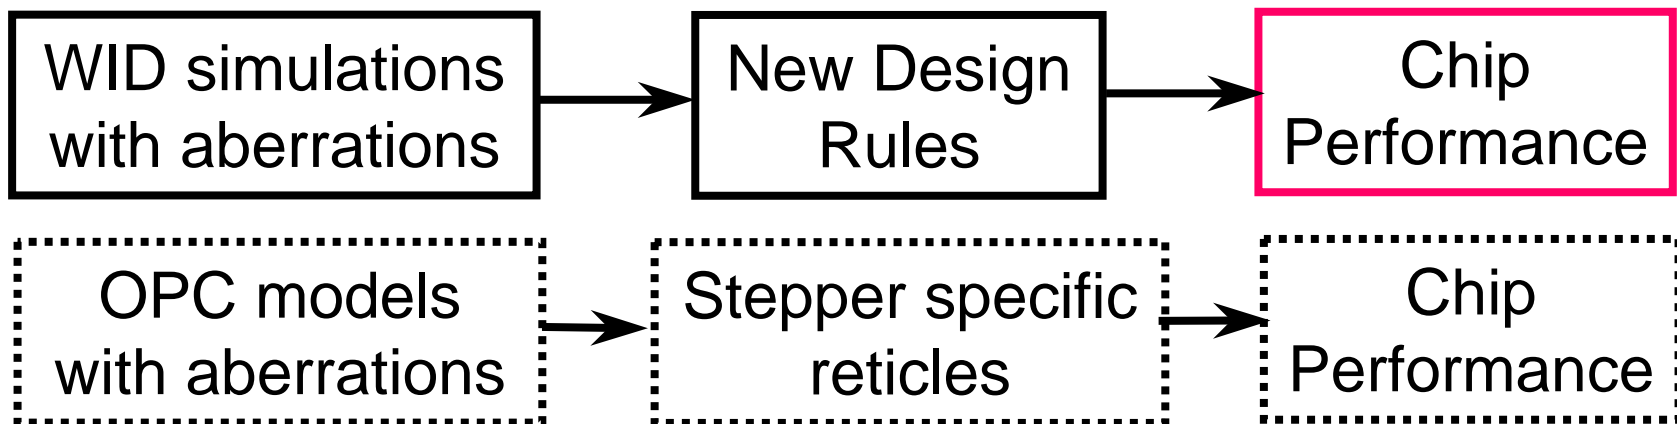 WID simulations
with aberrations
New Design
Rules
Chip
Performance
OPC models
with aberrations
Stepper specific
reticles
Chip
Performance